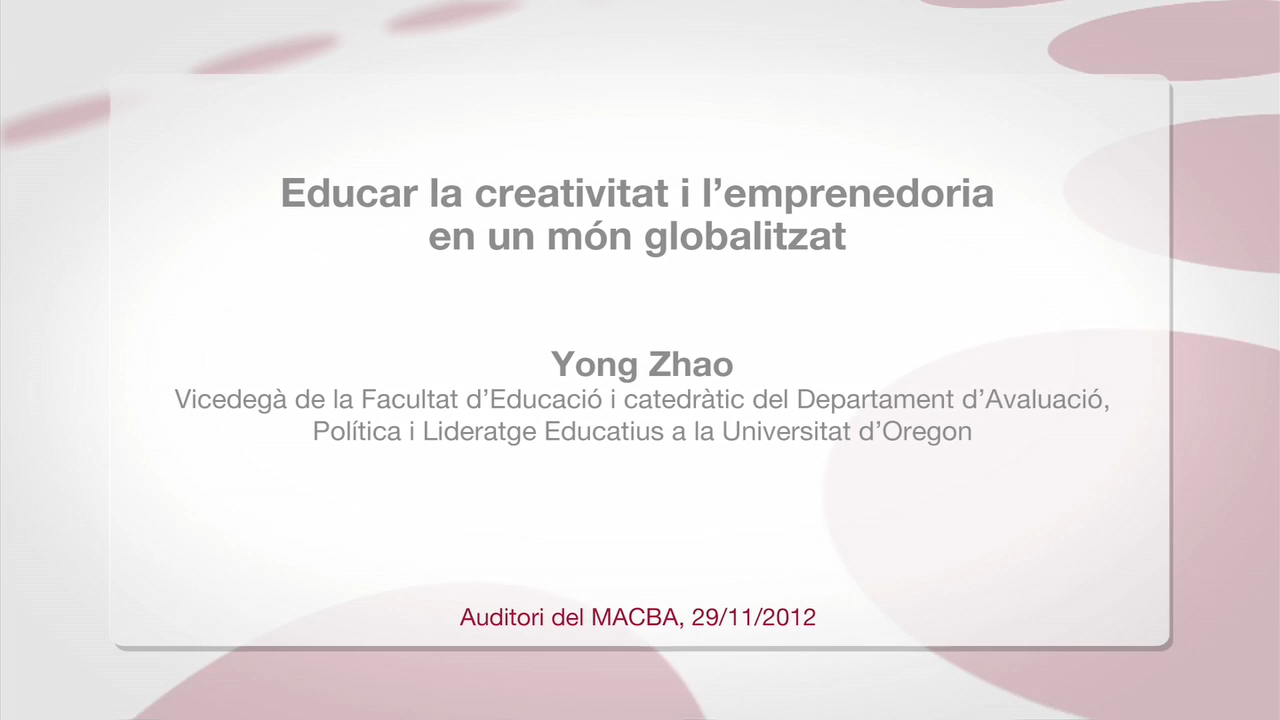 Educar la creativitat i l’emprenedoria
en un món globalitzat
Yong Zhao
Vicedegà de la Facultat d’Educació i catedràtic del Departament d’Avaluació,
Política i Lideratge Educatius a la Universitat d’Oregon
Auditori del MACBA, 29/11/2012